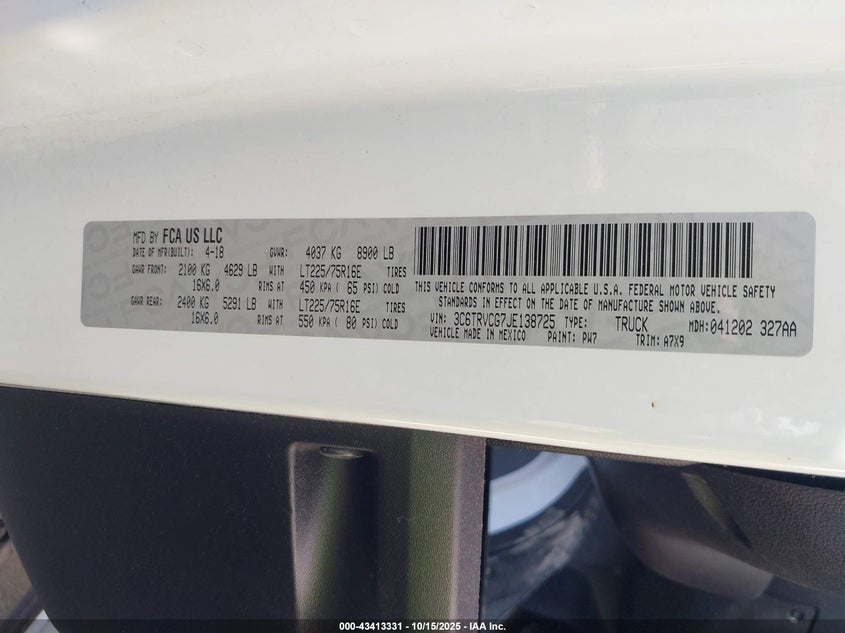 MFD BY FCA US LLC
DATE OF MFR(BUILT): 4-18 GVWR: 4037 KG 8900 LB
GAWR FRONT: 2100 KG 4629 LB WITH LT225/75R16E TIRES
16X6.0 RIMS AT 450 KPA ( 65 PSI) COLD
GAWR REAR: 2400 KG 5291 LB WITH LT225/75R16E TIRES
16X6.0 RIMS AT 550 KPA ( 80 PSI) COLD
THIS VEHICLE CONFORMS TO ALL APPLICABLE U.S.A. FEDERAL MOTOR VEHICLE SAFETY
STANDARDS IN EFFECT ON THE DATE OF MANUFACTURE SHOWN ABOVE.
VIN: 3C6TRVCG7JE138725 TYPE: TRUCK MDH:041202 327AA
VEHICLE MADE IN MEXICO PAINT: PW7 TRIM: A7X9
000-43413331 - 10/15/2025 - IAA Inc.